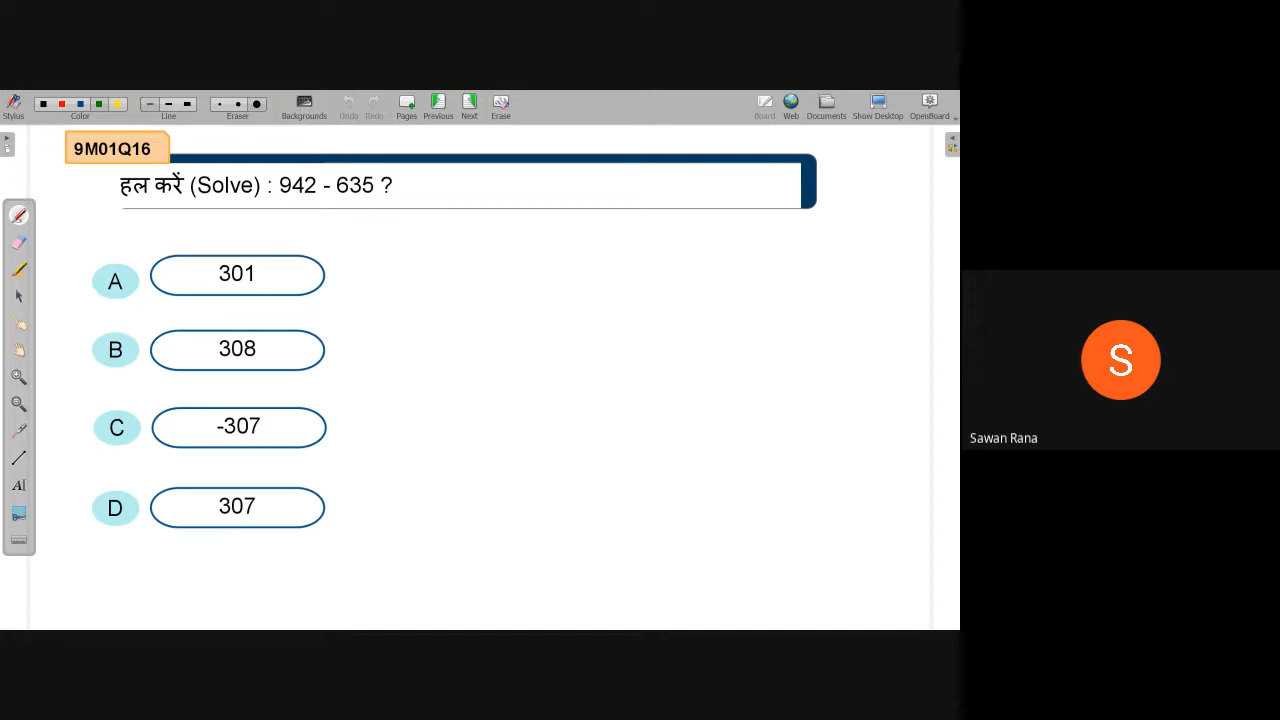 Stylus
Color
Line
Eraser
Backgrounds
Undo
Redo
Pages
Previous
Next
Erase
Board
Web
Documents
Show Desktop
OpenBoard
9M01Q16
हल करें (Solve) : 942 - 635 ?
A 301
B 308
C -307
D 307
S
Sawan Rana